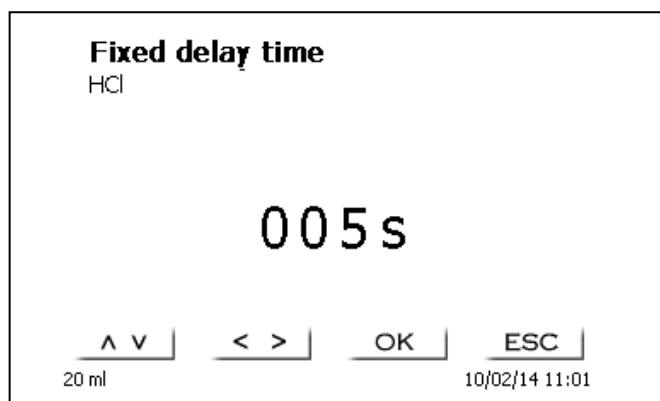 Fixed delay time
HCl
005s
∧ ∨ < > OK ESC
20 ml 10/02/14 11:01